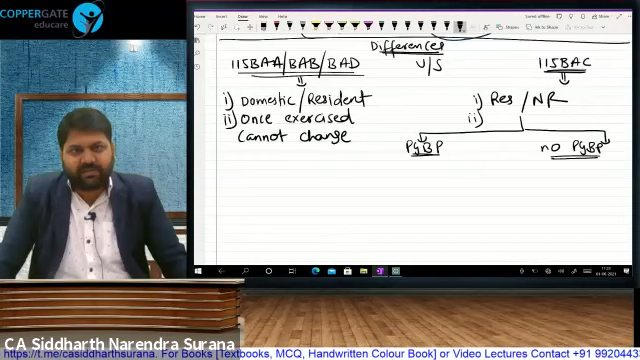 COPPERGATE
educare
Differences
115BAA/BAB/BAD V/S 115BAC
i) Domestic/Resident i) Res/NR
ii) Once exercised ii)
cannot change
PGBP no PGBP
CA Siddharth Narendra Surana
https://t.me/casiddharthsurana. For Books [Textbooks, MCQ, Handwritten Colour Book] or Video Lectures Contact +91 9920443